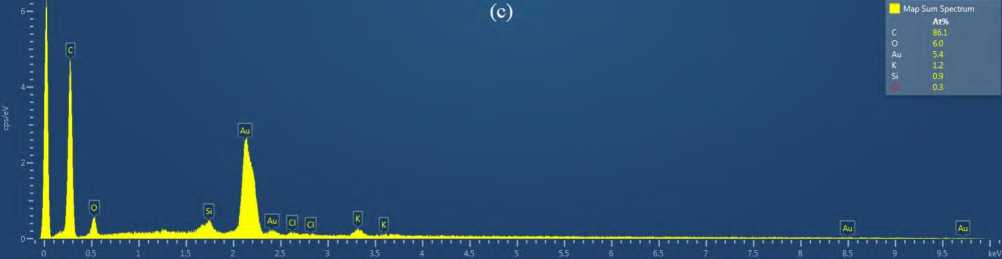 (c)
Map Sum Spectrum
At%
C 86.1
O 6.0
Au 5.4
K 1.2
Si 0.9
0.3
cps/eV
6
4
2
0
C
O
Si
Au
Au
Cl
Cl
K
K
Au
Au
0 0.5 1 1.5 2 2.5 3 3.5 4 4.5 5 5.5 6 6.5 7 7.5 8 8.5 9 9.5 keV